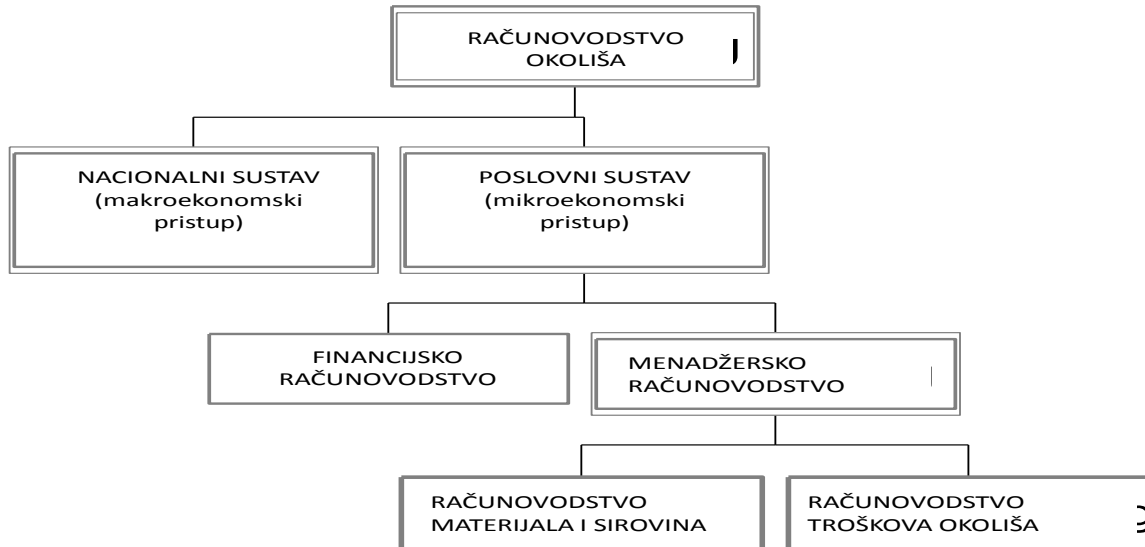 RAČUNOVODSTVO
OKOLIŠA
NACIONALNI SUSTAV
(makroekonomski
pristup)
POSLOVNI SUSTAV
(mikroekonomski
pristup)
FINANCIJSKO
RAČUNOVODSTVO
MENADŽERSKO
RAČUNOVODSTVO
RAČUNOVODSTVO
MATERIJALA I SIROVINA
RAČUNOVODSTVO
TROŠKOVA OKOLIŠA